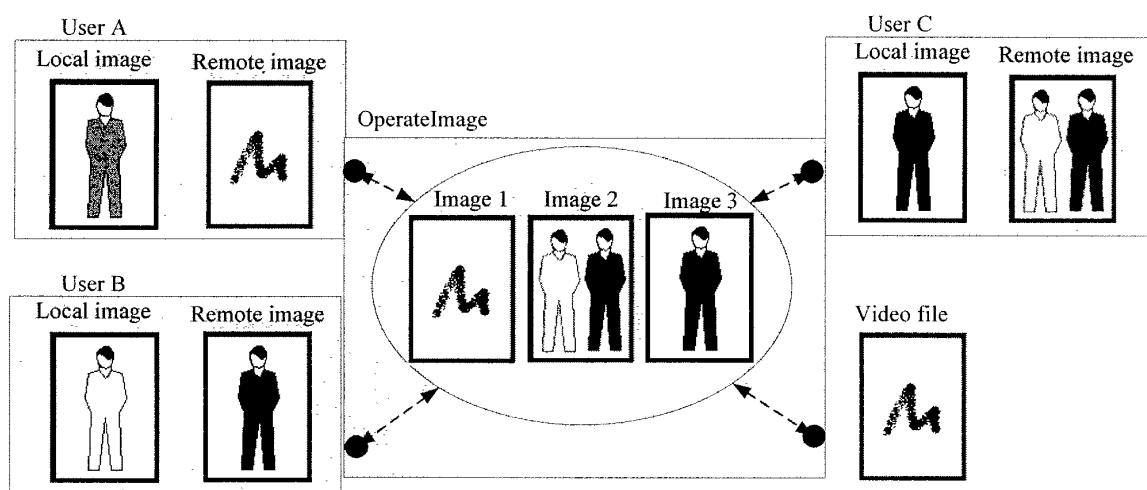 User A
Local image
Remote image
User C
Local image
Remote image
OperateImage
Image 1
Image 2
Image 3
User B
Local image
Remote image
Video file